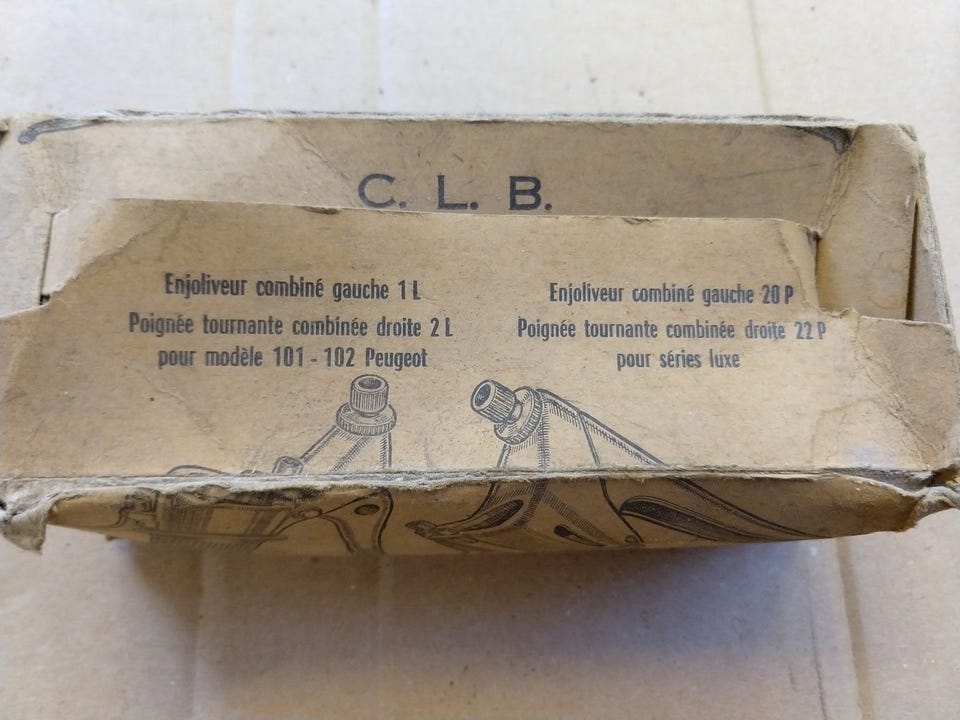 C. L. B.
Enjoliveur combiné gauche 1 L
Poignée tournante combinée droite 2 L
pour modèle 101 - 102 Peugeot
Enjoliveur combiné gauche 20 P
Poignée tournante combinée droite 22 P
pour séries luxe